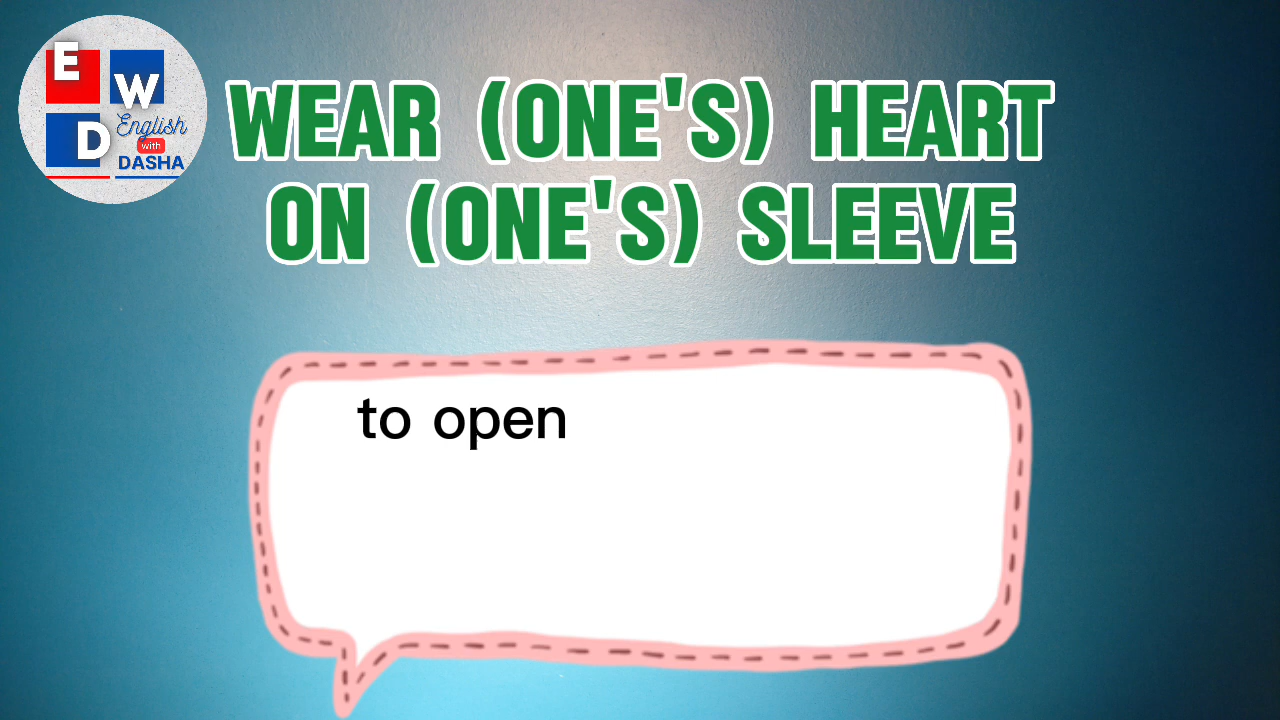 E
W
D
English
with
DASHA
WEAR (ONE'S) HEART
ON (ONE'S) SLEEVE
to open